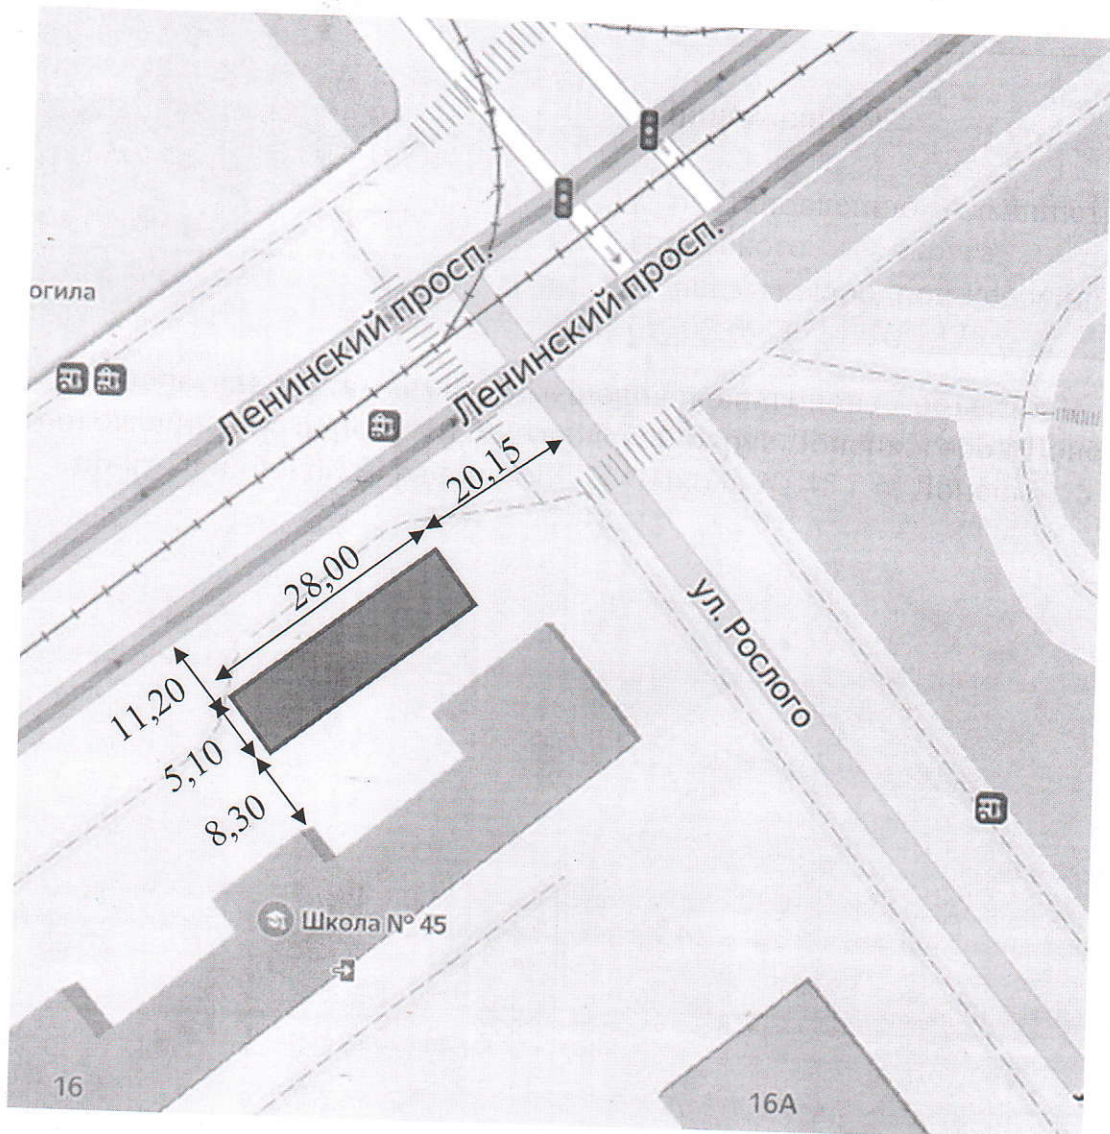 огила
Ленинский просп.
Ленинский просп.
20,15
28,00
11,20
5,10
8,30
ул. Рослого
Школа № 45
16
16А